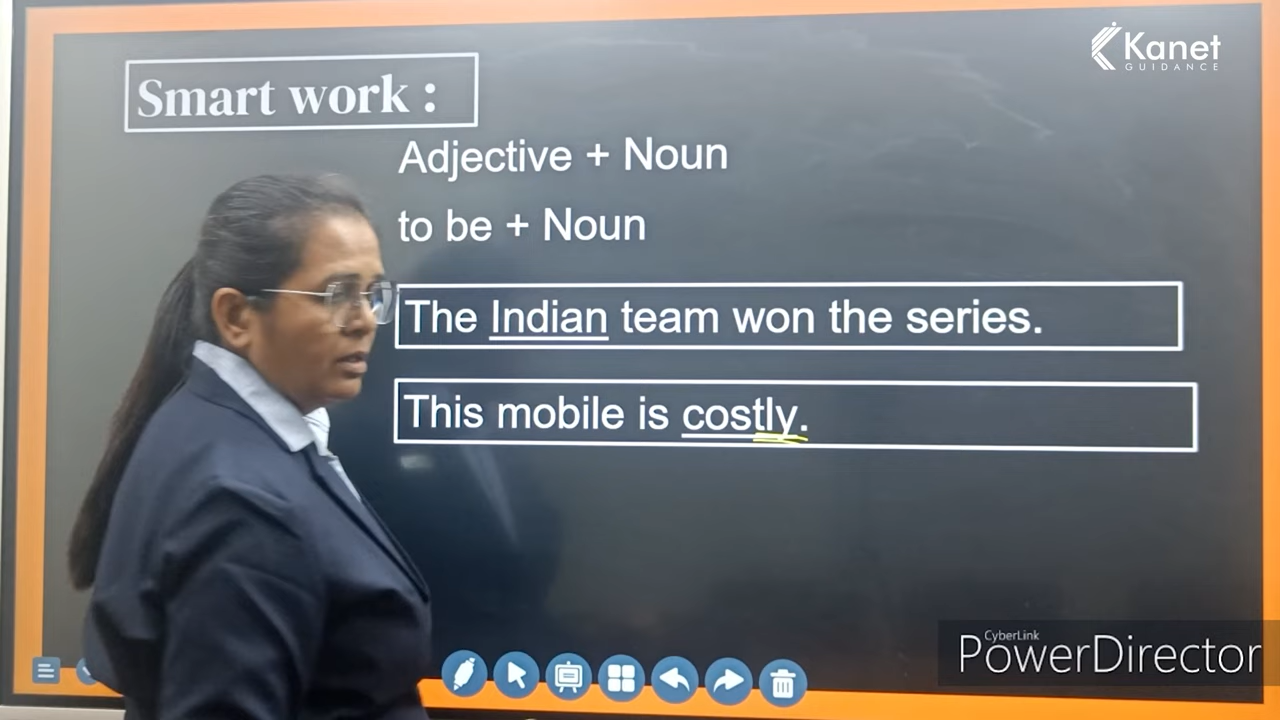 Kanet
GUIDANCE
Smart work :
Adjective + Noun
to be + Noun
The Indian team won the series.
This mobile is costly.
CyberLink
PowerDirector